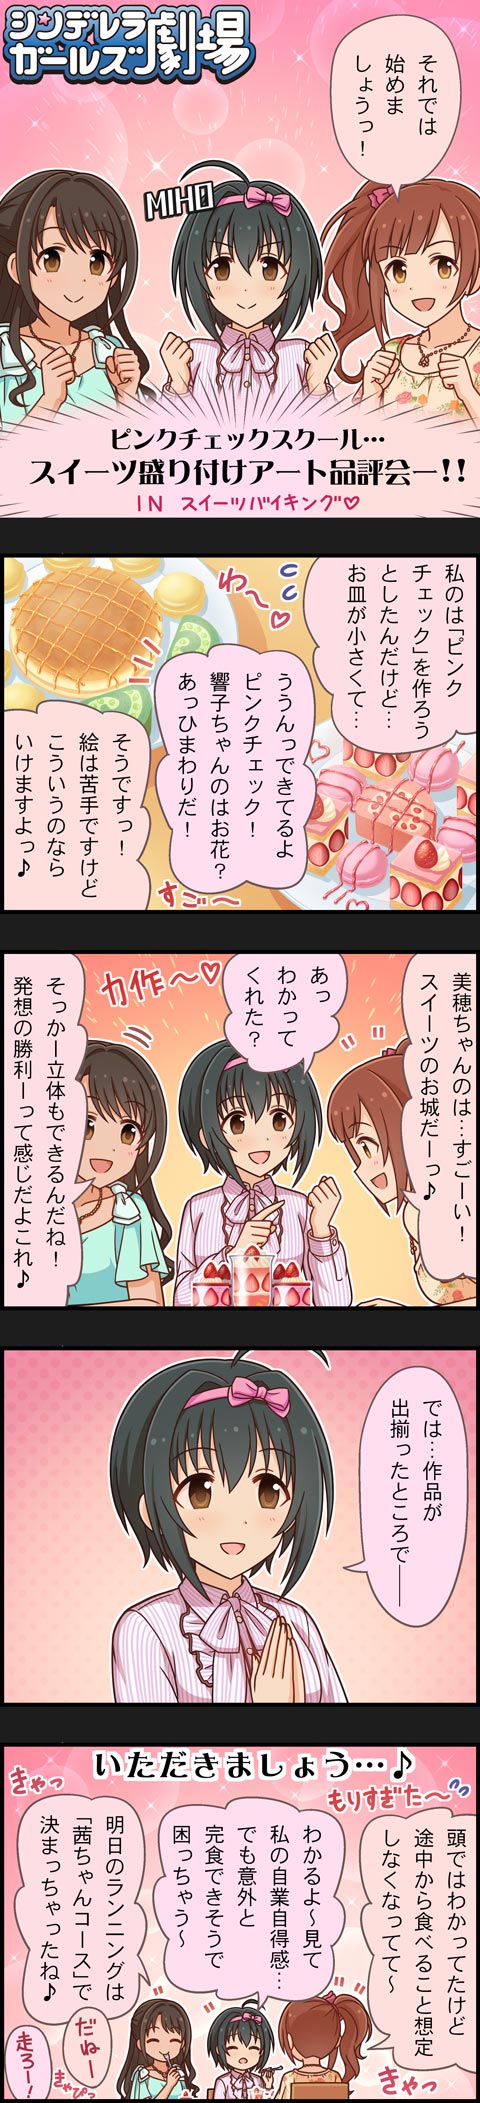 シンデレラ
ガールズ劇場
それでは
始めま
しょうっ！
MIHO
ピンクチェックスクール…
スイーツ盛り付けアート品評会ー！！
IN スイーツバイキング♡
私のは「ピンク
チェック」を作ろう
としたんだけど…
お皿が小さくて…
わ〜♡
ううんっできてるよ
ピンクチェック！
響子ちゃんのはお花？
あっひまわりだ！
そうですっ！
絵は苦手ですけど
こういうのなら
いけますよっ♪
すご〜
美穂ちゃんのは…すごーい！
スイーツのお城だーっ♪
あっ
わかって
くれた？
力作〜♡
そっかー立体もできるんだね！
発想の勝利ーって感じだよこれ♪
では…作品が
出揃ったところで――
いただきましょう…♪
きゃっ
もりすぎた〜
頭ではわかってたけど
途中から食べること想定
しなくなってて〜
わかるよ〜見て
私の自業自得感…
でも意外と
完食できそうで
困っちゃう〜
明日のランニングは
「茜ちゃんコース」で
決まっちゃったね♪
だねー
走ろー！
きゃぴっ
きゃっ